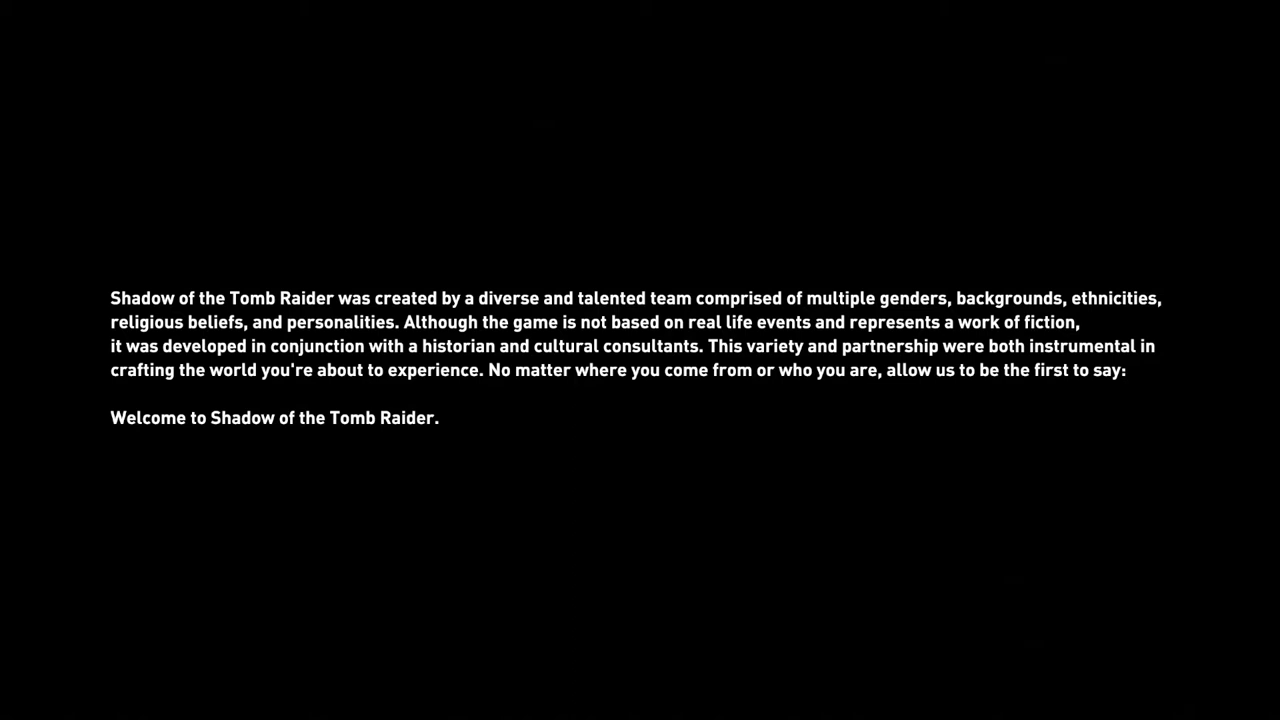 Shadow of the Tomb Raider was created by a diverse and talented team comprised of multiple genders, backgrounds, ethnicities,
religious beliefs, and personalities. Although the game is not based on real life events and represents a work of fiction,
it was developed in conjunction with a historian and cultural consultants. This variety and partnership were both instrumental in
crafting the world you're about to experience. No matter where you come from or who you are, allow us to be the first to say:
Welcome to Shadow of the Tomb Raider.